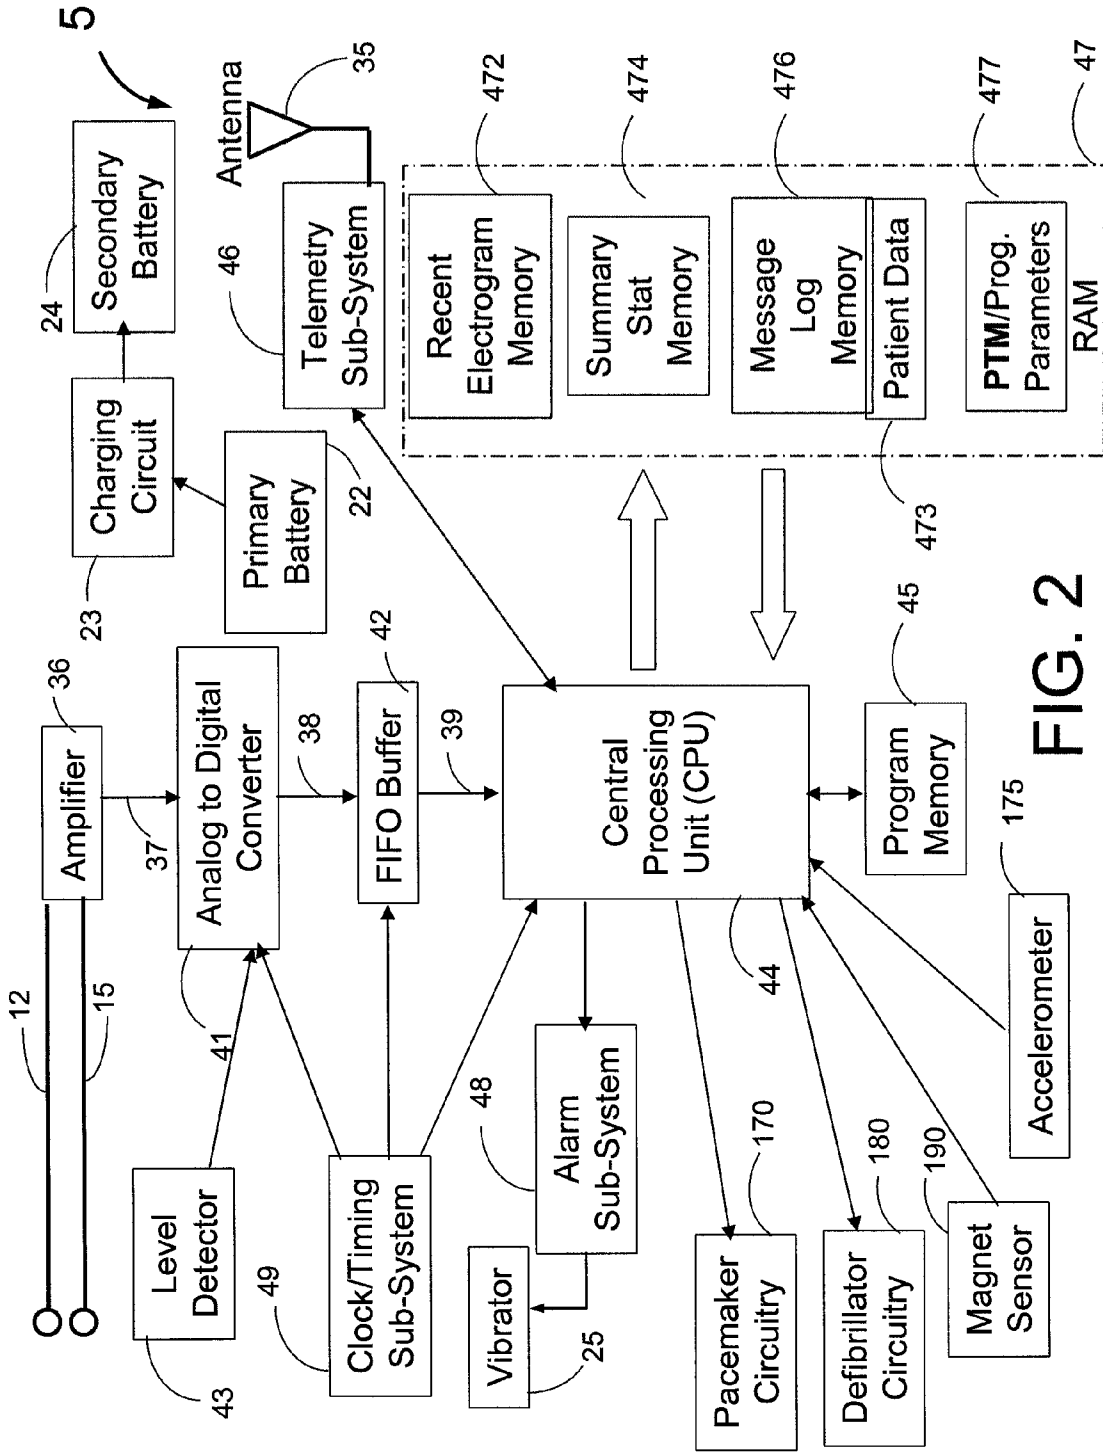 5
12
15
Amplifier
36
37
Analog to Digital
Converter
41
38
FIFO Buffer
42
39
Level
Detector
43
Clock/Timing
Sub-System
49
Central
Processing
Unit (CPU)
44
Program
Memory
45
Alarm
Sub-System
48
Vibrator
25
Pacemaker
Circuitry
170
Defibrillator
Circuitry
180
Magnet
Sensor
190
Accelerometer
175
Primary
Battery
22
Charging
Circuit
23
Secondary
Battery
24
Telemetry
Sub-System
46
Antenna
35
Recent
Electrogram
Memory
472
Summary
Stat
Memory
474
Message
Log
Memory
476
Patient Data
473
PTM/Prog.
Parameters
477
RAM
47
FIG. 2